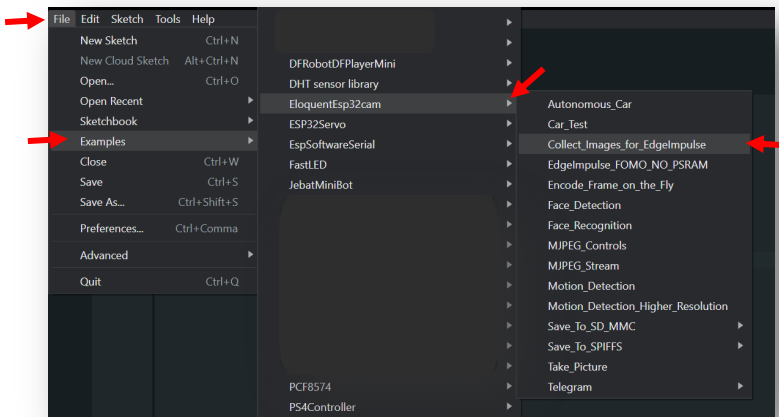 File Edit Sketch Tools Help
New Sketch Ctrl+N
New Cloud Sketch Alt+Ctrl+N
Open... Ctrl+O
Open Recent
Sketchbook
Examples
Close Ctrl+W
Save Ctrl+S
Save As... Ctrl+Shift+S
Preferences... Ctrl+Comma
Advanced
Quit Ctrl+Q
DFRobotDFPlayerMini
DHT sensor library
EloquentEsp32cam
ESP32Servo
EspSoftwareSerial
FastLED
JebatMiniBot
PCF8574
PS4Controller
Autonomous_Car
Car_Test
Collect_Images_for_EdgeImpulse
EdgeImpulse_FOMO_NO_PSRAM
Encode_Frame_on_the_Fly
Face_Detection
Face_Recognition
MJPEG_Controls
MJPEG_Stream
Motion_Detection
Motion_Detection_Higher_Resolution
Save_To_SD_MMC
Save_To_SPIFFS
Take_Picture
Telegram